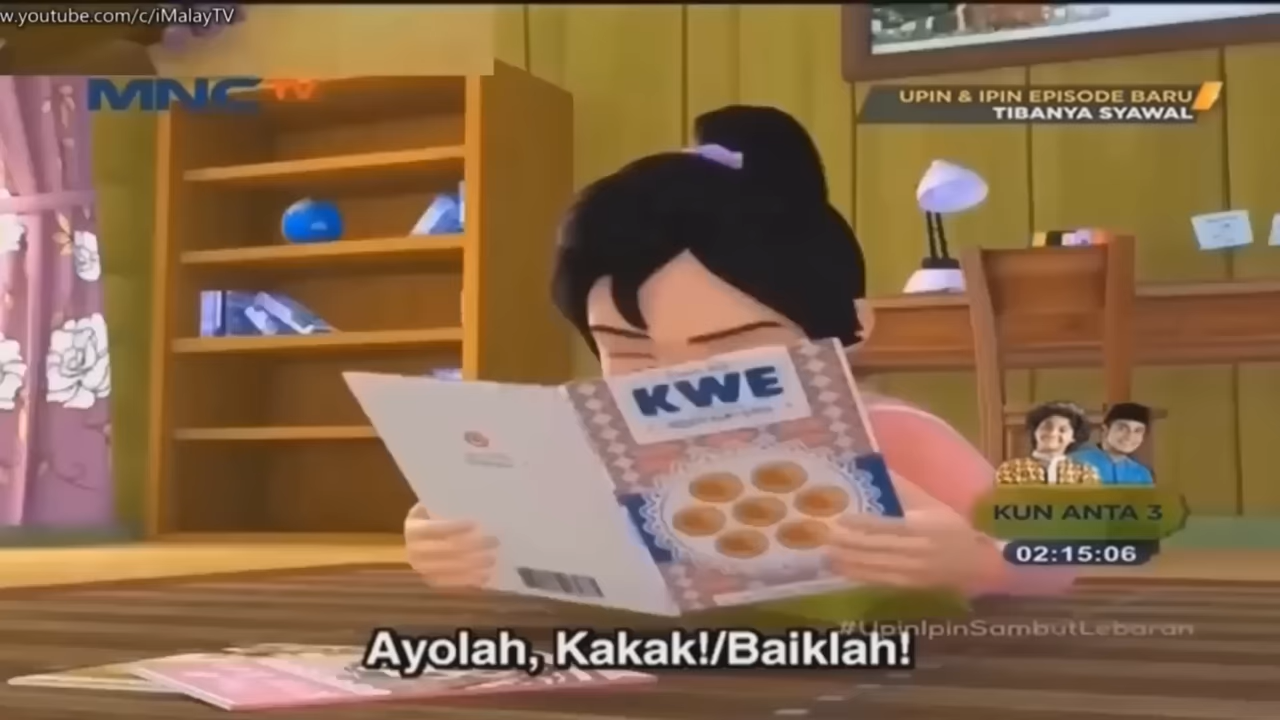 w.youtube.com/c/iMalayTV
MNCTV
UPIN & IPIN EPISODE BARU
TIBANYA SYAWAL
KWE
KUN ANTA 3
02:15:06
#UpinIpinSambutLebaran
Ayolah, Kakak!/Baiklah!